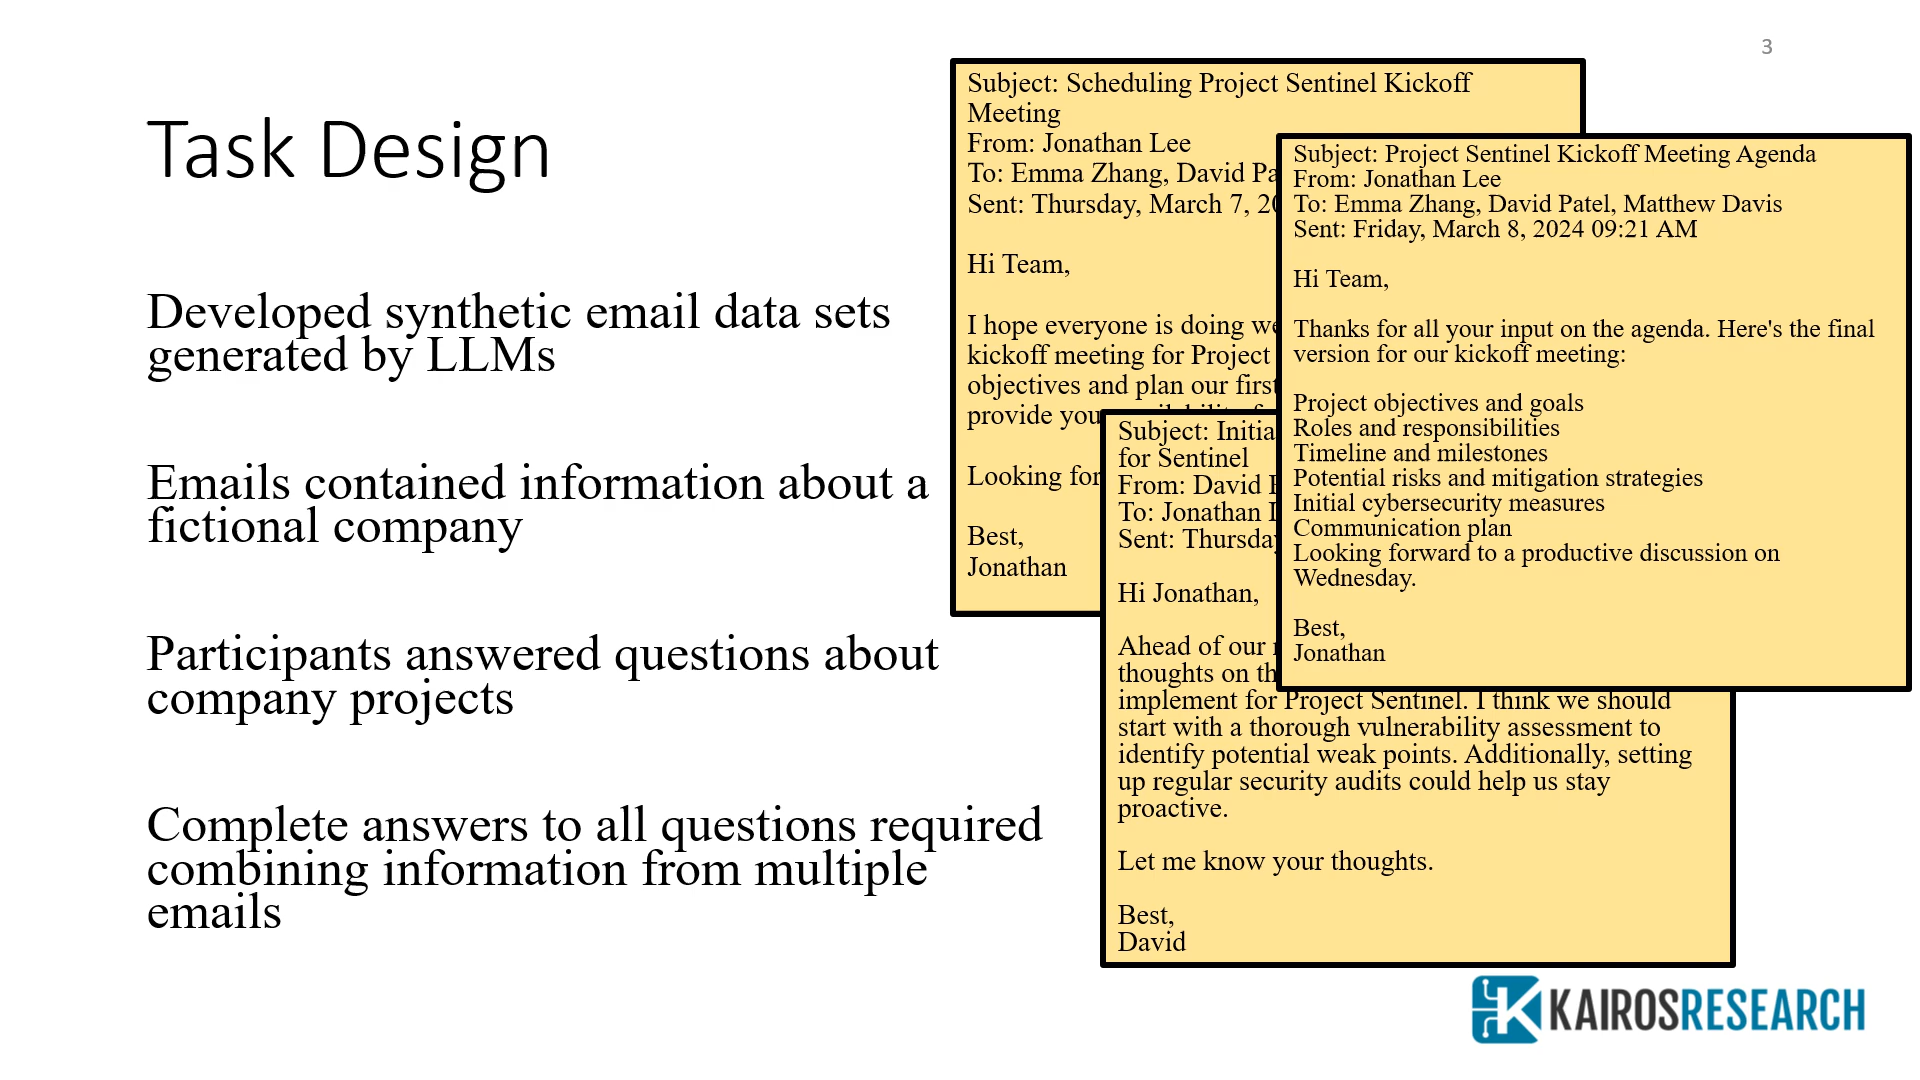 3
Task Design
Developed synthetic email data sets
generated by LLMs
Emails contained information about a
fictional company
Participants answered questions about
company projects
Complete answers to all questions required
combining information from multiple
emails
Subject: Scheduling Project Sentinel Kickoff
Meeting
From: Jonathan Lee
To: Emma Zhang, David
Sent: Thursday, March 7,
Hi Team,
I hope everyone is doing
kickoff meeting for Project
objectives and plan our first
provide
Looking
Best,
Jonathan
Subject:
for Sentinel
From: David
To: Jonathan
Sent:
Hi Jonathan,
Ahead of our
thoughts on
implement for Project Sentinel. I think we should
start with a thorough vulnerability assessment to
identify potential weak points. Additionally, setting
up regular security audits could help us stay
proactive.
Let me know your thoughts.
Best,
David
Subject: Project Sentinel Kickoff Meeting Agenda
From: Jonathan Lee
To: Emma Zhang, David Patel, Matthew Davis
Sent: Friday, March 8, 2024 09:21 AM
Hi Team,
Thanks for all your input on the agenda. Here's the final
version for our kickoff meeting:
Project objectives and goals
Roles and responsibilities
Timeline and milestones
Potential risks and mitigation strategies
Initial cybersecurity measures
Communication plan
Looking forward to a productive discussion on
Wednesday.
Best,
Jonathan
KAIROSRESEARCH